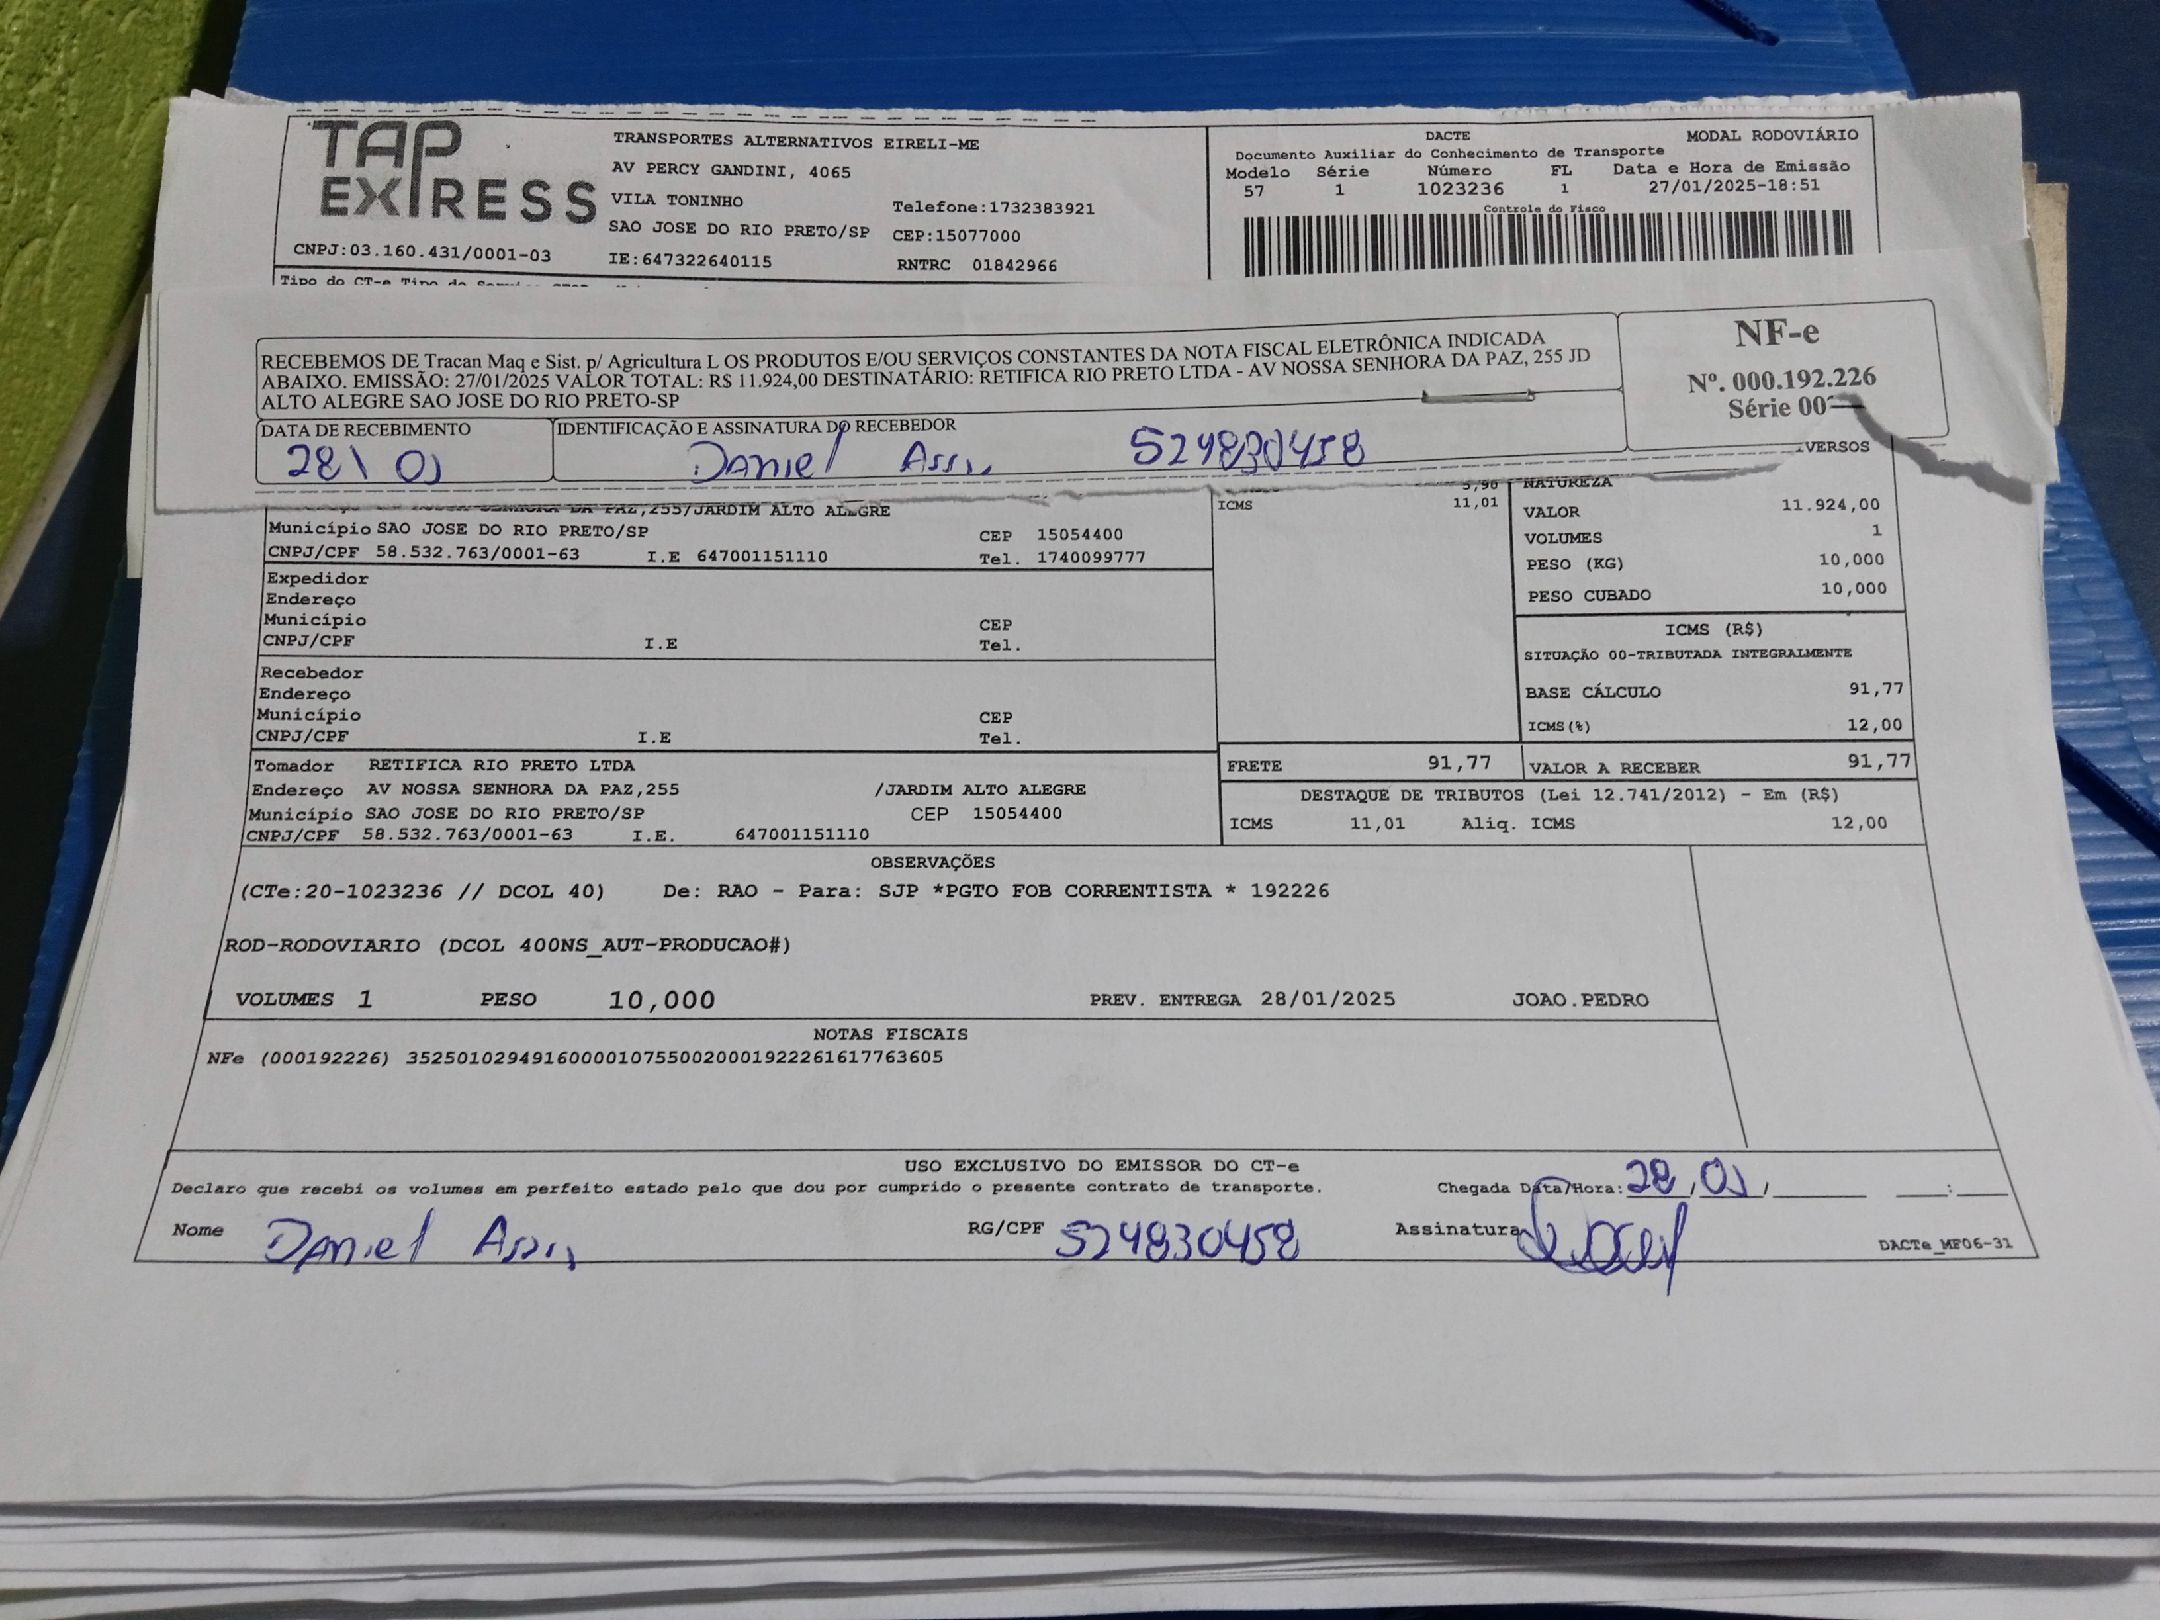 TAP EXPRESS
TRANSPORTES ALTERNATIVOS EIRELI-ME
AV PERCY GANDINI, 4065
VILA TONINHO Telefone:1732383921
SAO JOSE DO RIO PRETO/SP CEP:15077000
CNPJ:03.160.431/0001-03 IE:647322640115 RNTRC 01842966
DACTE MODAL RODOVIÁRIO
Documento Auxiliar do Conhecimento de Transporte
Modelo Série Número FL Data e Hora de Emissão
57 1 1023236 1 27/01/2025-18:51
Controle do Fisco
Tipo do CT-e Tipo do
RECEBEMOS DE Tracan Maq e Sist. p/ Agricultura L OS PRODUTOS E/OU SERVIÇOS CONSTANTES DA NOTA FISCAL ELETRÔNICA INDICADA
ABAIXO. EMISSÃO: 27/01/2025 VALOR TOTAL: R$ 11.924,00 DESTINATÁRIO: RETIFICA RIO PRETO LTDA - AV NOSSA SENHORA DA PAZ, 255 JD
ALTO ALEGRE SAO JOSE DO RIO PRETO-SP
NF-e
Nº. 000.192.226
Série 00
DATA DE RECEBIMENTO IDENTIFICAÇÃO E ASSINATURA DO RECEBEDOR
28\01 Daniel 524830458
VERSOS
DA PAZ,255/JARDIM ALTO ALEGRE
Município SAO JOSE DO RIO PRETO/SP CEP 15054400
CNPJ/CPF 58.532.763/0001-63 I.E 647001151110 Tel. 1740099777
5,96
ICMS 11,01
NATUREZA
VALOR 11.924,00
VOLUMES 1
PESO (KG) 10,000
PESO CUBADO 10,000
Expedidor
Endereço
Município CEP
CNPJ/CPF I.E Tel.
ICMS (R$)
SITUAÇÃO 00-TRIBUTADA INTEGRALMENTE
BASE CÁLCULO 91,77
ICMS(%) 12,00
Recebedor
Endereço
Município CEP
CNPJ/CPF I.E Tel.
Tomador RETIFICA RIO PRETO LTDA
Endereço AV NOSSA SENHORA DA PAZ,255 /JARDIM ALTO ALEGRE
Município SAO JOSE DO RIO PRETO/SP CEP 15054400
CNPJ/CPF 58.532.763/0001-63 I.E. 647001151110
FRETE 91,77 VALOR A RECEBER 91,77
DESTAQUE DE TRIBUTOS (Lei 12.741/2012) - Em (R$)
ICMS 11,01 Aliq. ICMS 12,00
OBSERVAÇÕES
(CTe:20-1023236 // DCOL 40) De: RAO - Para: SJP *PGTO FOB CORRENTISTA * 192226
ROD-RODOVIARIO (DCOL 400NS_AUT-PRODUCAO#)
VOLUMES 1 PESO 10,000 PREV. ENTREGA 28/01/2025 JOAO.PEDRO
NOTAS FISCAIS
NFe (000192226) 35250102949160000107550020001922261617763605
USO EXCLUSIVO DO EMISSOR DO CT-e
Declaro que recebi os volumes em perfeito estado pelo que dou por cumprido o presente contrato de transporte. Chegada Data/Hora: 28/01/ :
Nome Daniel RG/CPF 524830458 Assinatura
DACTe_MF06-31